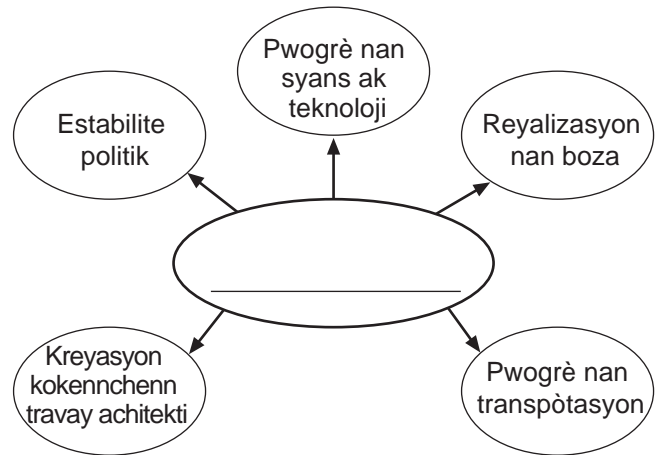 Pwogrè nan
syans ak
teknoloji
Estabilite
politik
Reyalizasyon
nan boza
Kreyasyon
kokennchenn
travay achitekti
Pwogrè nan
transpòtasyon